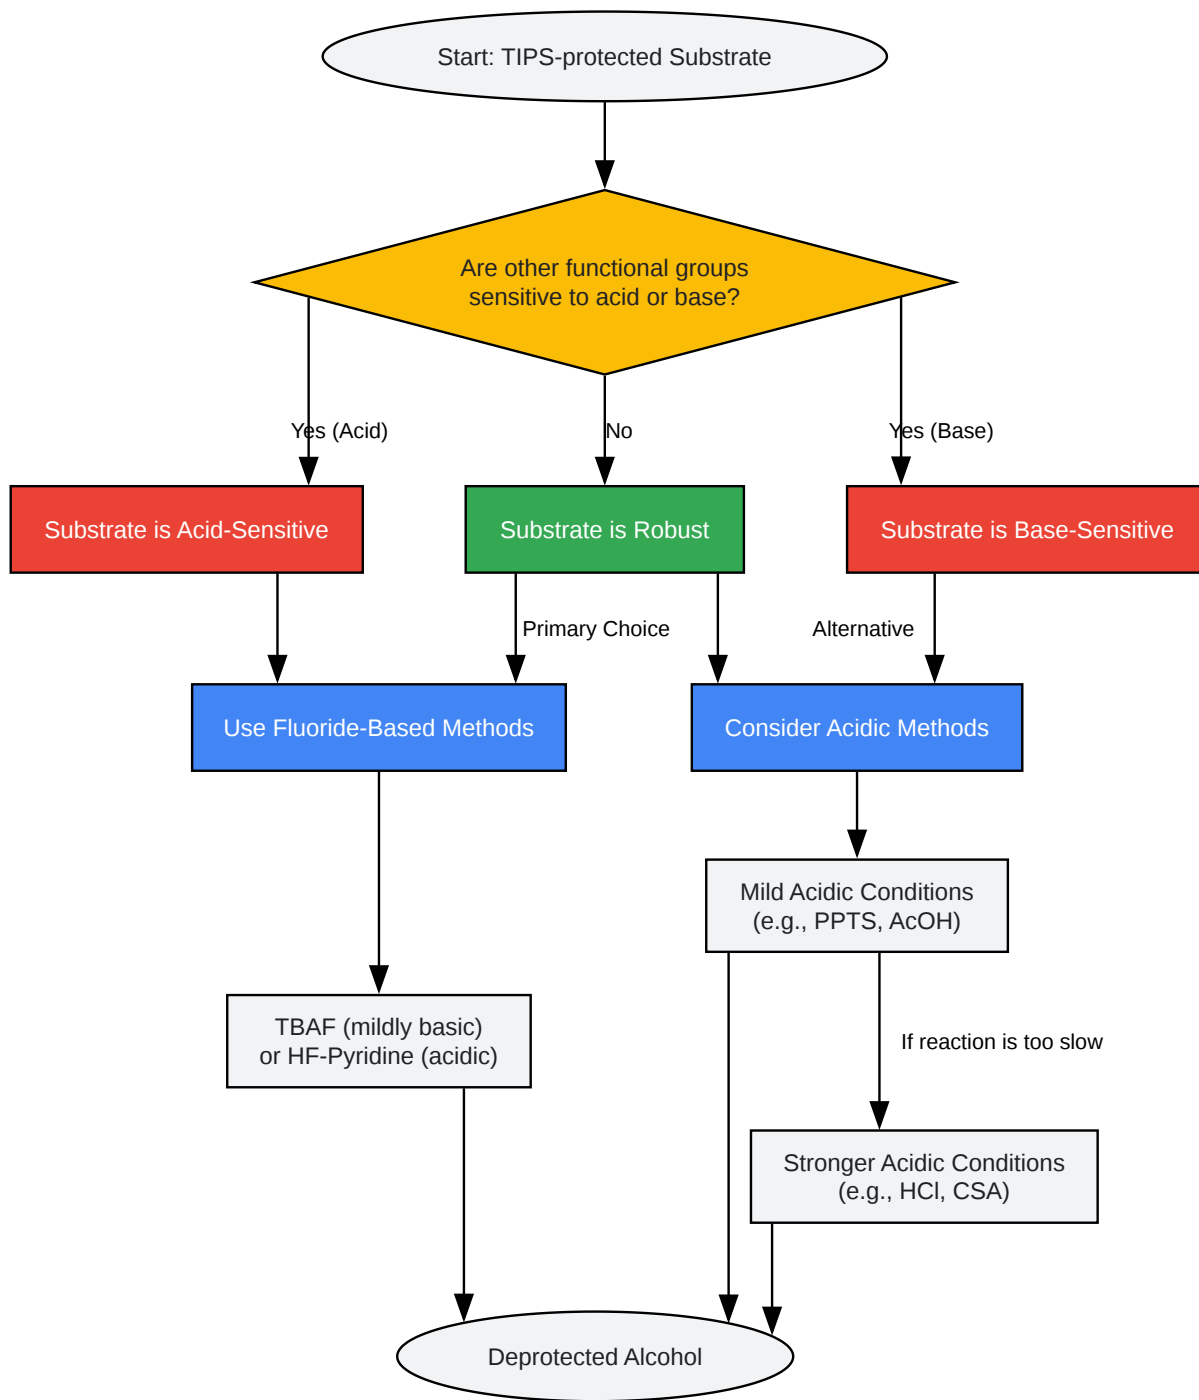 Start: TIPS-protected Substrate
Are other functional groups
sensitive to acid or base?
Yes (Acid)
No
Yes (Base)
Substrate is Acid-Sensitive
Substrate is Robust
Substrate is Base-Sensitive
Primary Choice
Alternative
Use Fluoride-Based Methods
Consider Acidic Methods
Mild Acidic Conditions
(e.g., PPTS, AcOH)
TBAF (mildly basic)
or HF-Pyridine (acidic)
If reaction is too slow
Stronger Acidic Conditions
(e.g., HCl, CSA)
Deprotected Alcohol